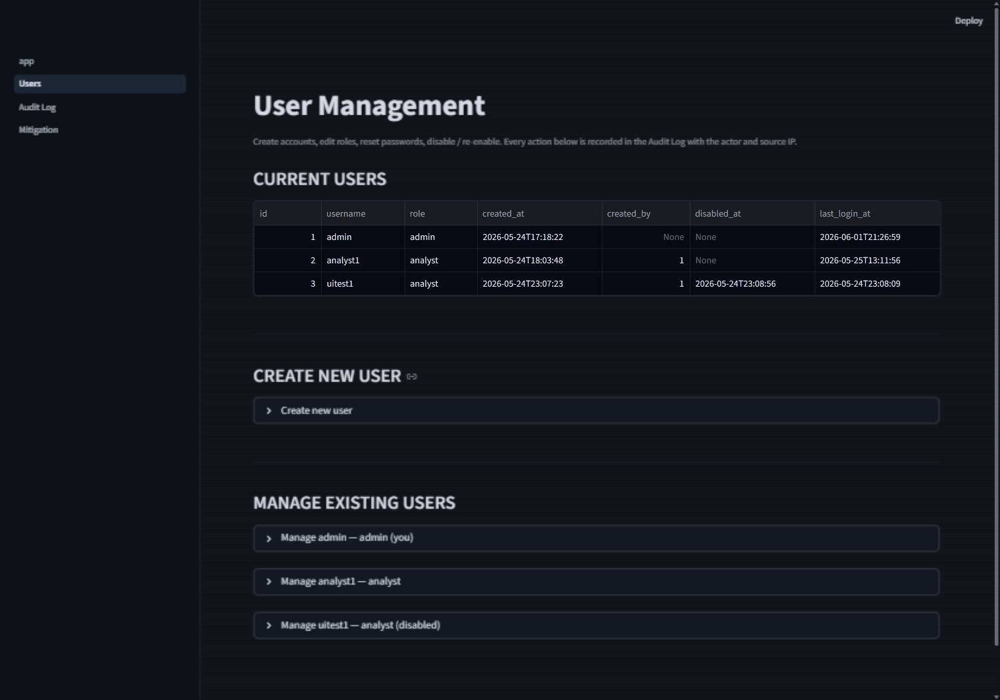 Deploy
app
Users
Audit Log
Mitigation
User Management
Create accounts, edit roles, reset passwords, disable / re-enable. Every action below is recorded in the Audit Log with the actor and source IP.
CURRENT USERS
id username role created_at created_by disabled_at last_login_at
1 admin admin 2026-05-24T17:18:22 None None 2026-06-01T21:26:59
2 analyst1 analyst 2026-05-24T18:03:48 1 None 2026-05-25T13:11:56
3 uitest1 analyst 2026-05-24T23:07:23 1 2026-05-24T23:08:56 2026-05-24T23:08:09
CREATE NEW USER
Create new user
MANAGE EXISTING USERS
Manage admin — admin (you)
Manage analyst1 — analyst
Manage uitest1 — analyst (disabled)